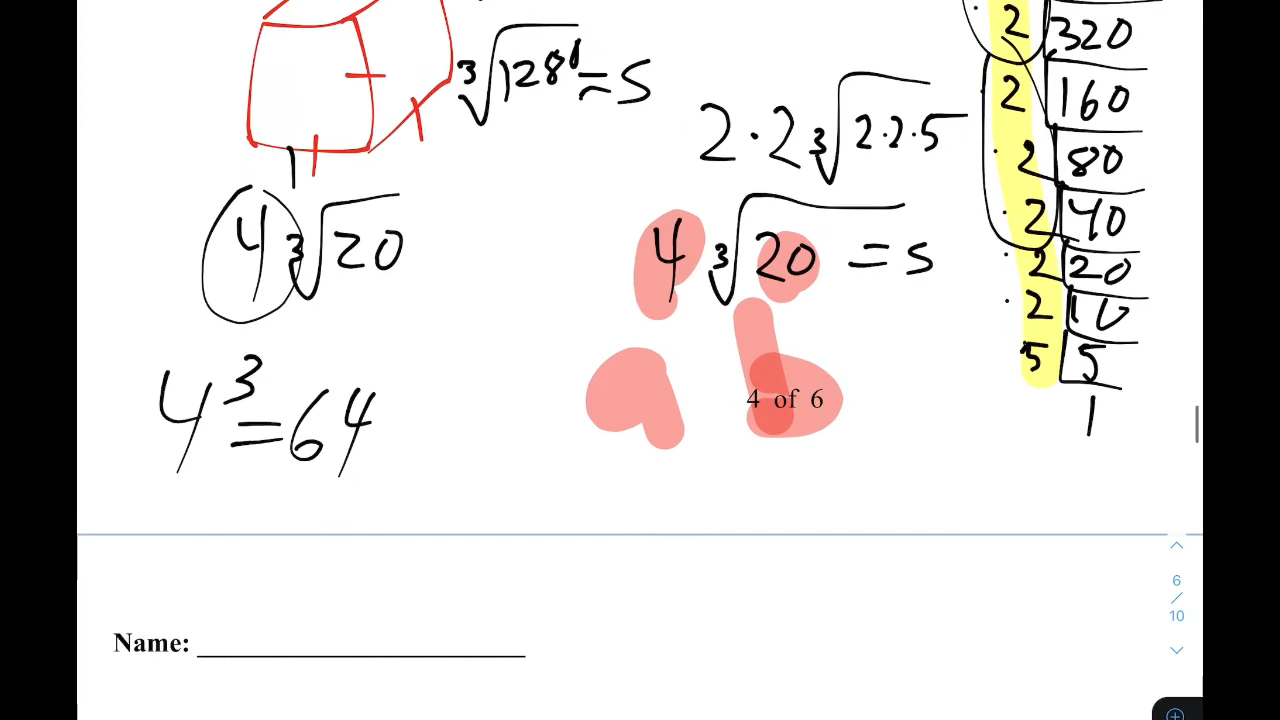 ∛1280 = s
2·2∛2·2·5
4∛20
4∛20 = s
4³ = 64
2 320
2 160
2 80
2 40
2 20
2 10
5 5
1
4 of 6
6
/
10
Name: